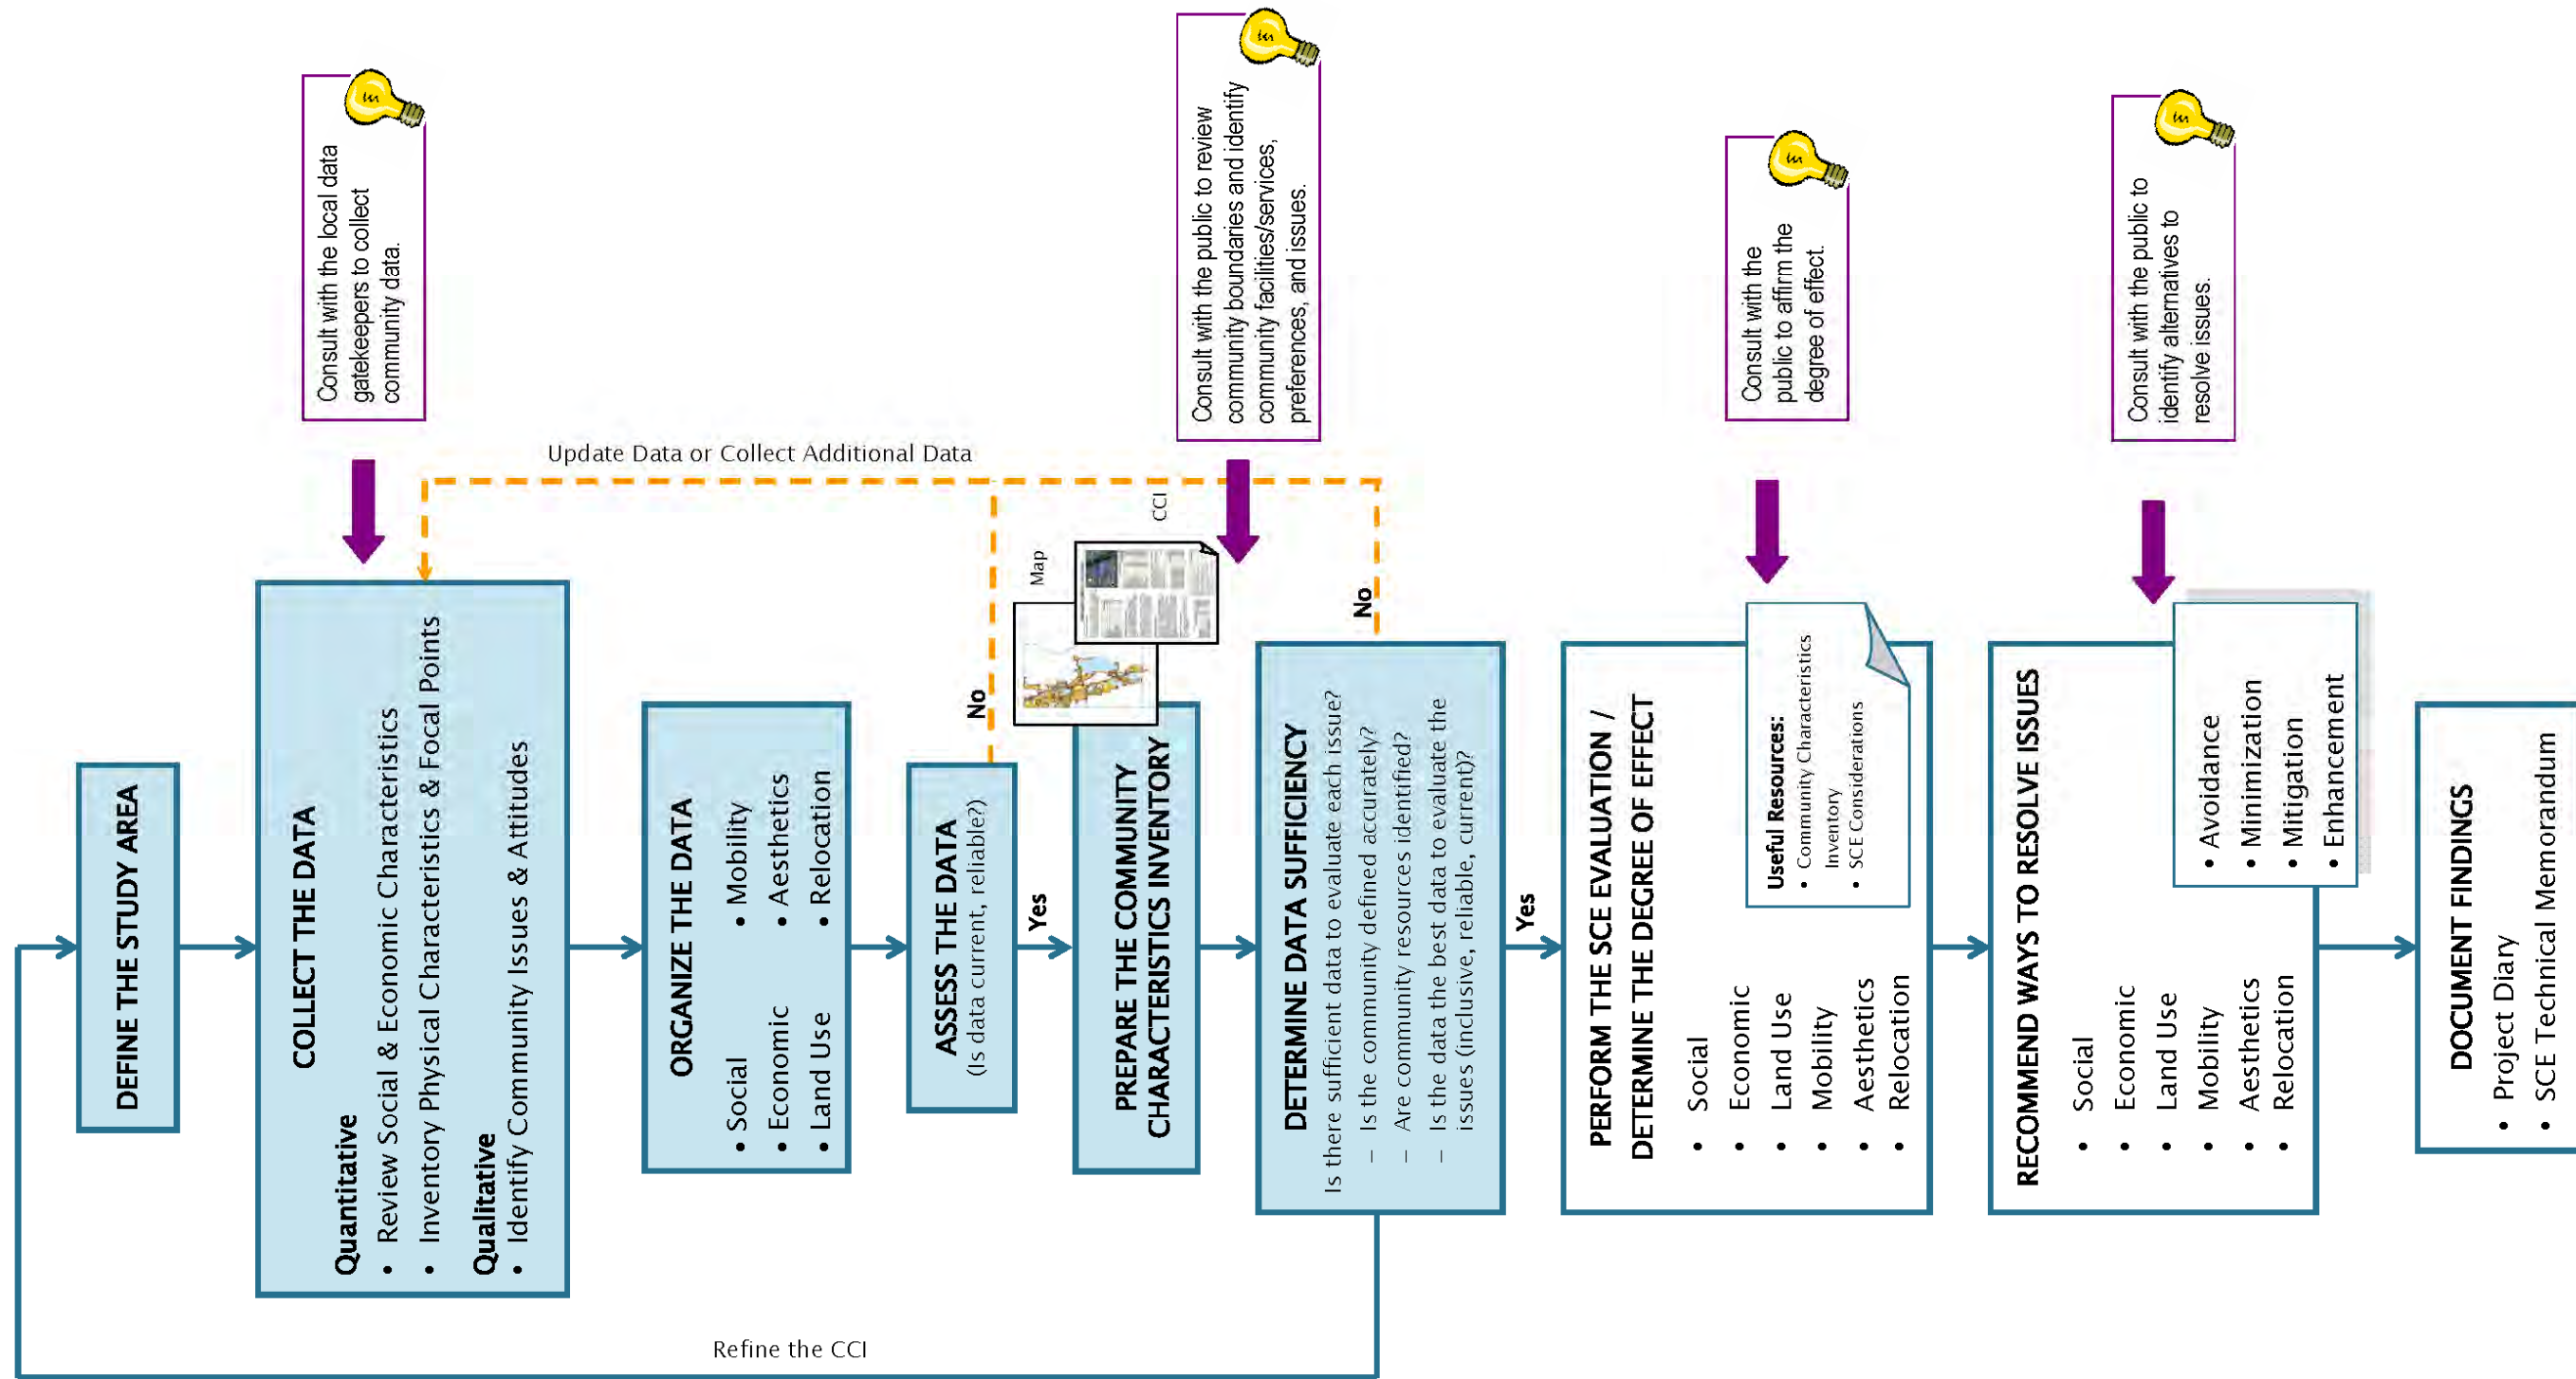 DEFINE THE STUDY AREA
COLLECT THE DATA
Quantitative
• Review Social & Economic Characteristics
• Inventory Physical Characteristics & Focal Points
Qualitative
• Identify Community Issues & Attitudes
Consult with the local data
gatekeepers to collect
community data.
Update Data or Collect Additional Data
ORGANIZE THE DATA
• Social
• Economic
• Land Use
• Mobility
• Aesthetics
• Relocation
ASSESS THE DATA
(Is data current, reliable?)
No
Yes
PREPARE THE COMMUNITY
CHARACTERISTICS INVENTORY
Map
CCI
Consult with the public to review
community boundaries and identify
community facilities/services,
preferences, and issues.
DETERMINE DATA SUFFICIENCY
Is there sufficient data to evaluate each issue?
– Is the community defined accurately?
– Are community resources identified?
– Is the data the best data to evaluate the
issues (inclusive, reliable, current)?
No
Yes
Refine the CCI
PERFORM THE SCE EVALUATION /
DETERMINE THE DEGREE OF EFFECT
• Social
• Economic
• Land Use
• Mobility
• Aesthetics
• Relocation
Useful Resources:
• Community Characteristics
Inventory
• SCE Considerations
Consult with the
public to affirm the
degree of effect.
RECOMMEND WAYS TO RESOLVE ISSUES
• Social
• Economic
• Land Use
• Mobility
• Aesthetics
• Relocation
• Avoidance
• Minimization
• Mitigation
• Enhancement
Consult with the public to
identify alternatives to
resolve issues.
DOCUMENT FINDINGS
• Project Diary
• SCE Technical Memorandum